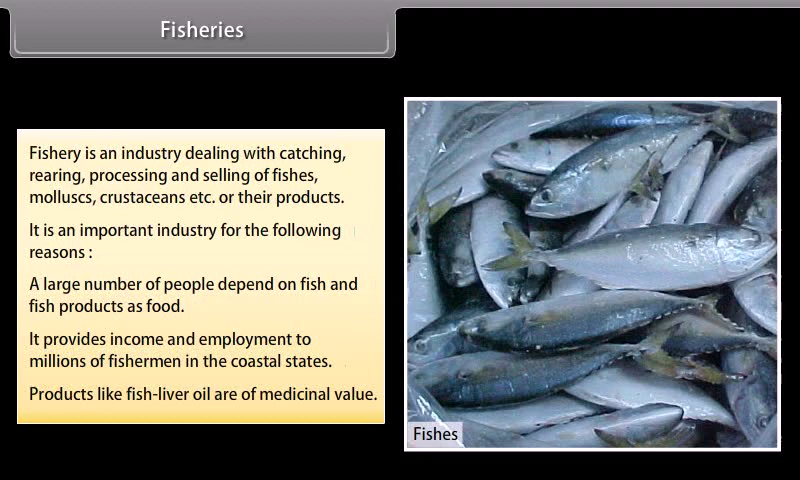 Fisheries
Fishery is an industry dealing with catching,
rearing, processing and selling of fishes,
molluscs, crustaceans etc. or their products.
It is an important industry for the following
reasons :
A large number of people depend on fish and
fish products as food.
It provides income and employment to
millions of fishermen in the coastal states.
Products like fish-liver oil are of medicinal value.
Fishes